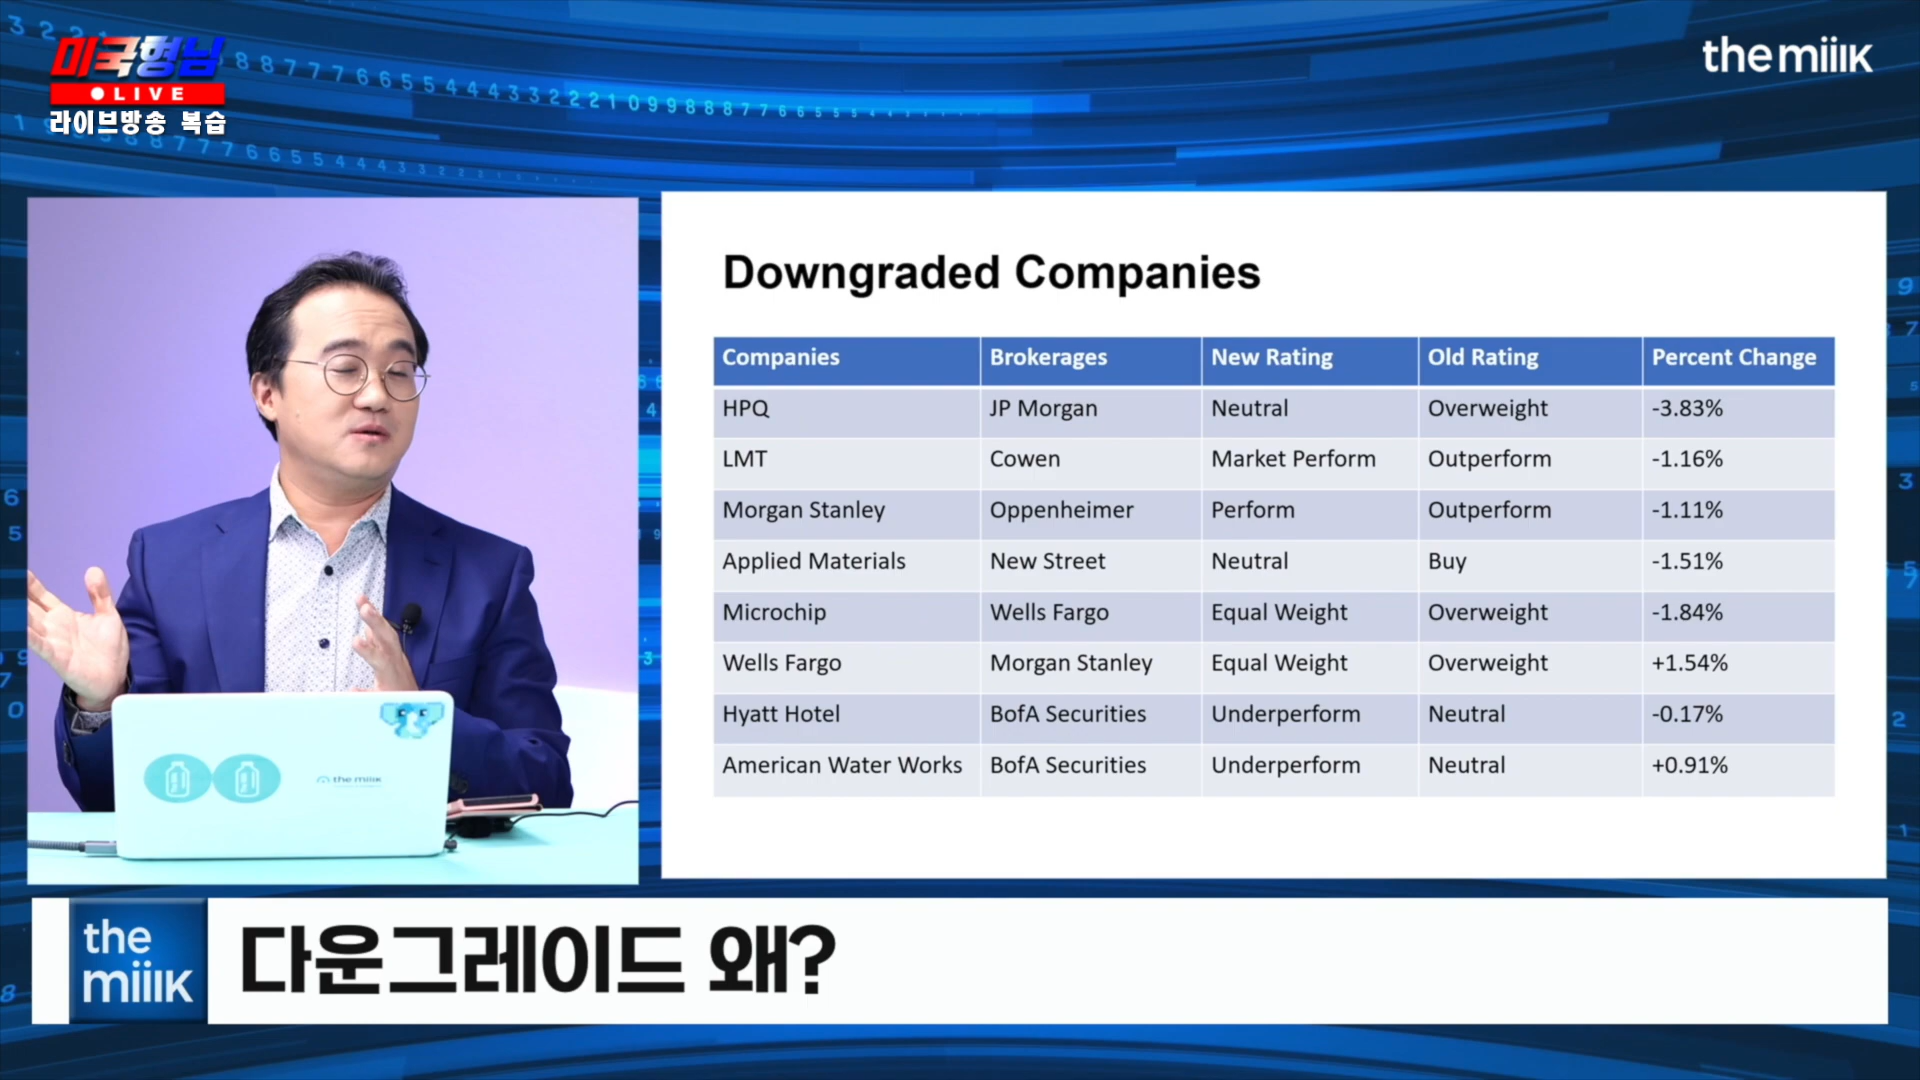 미국형님
LIVE
라이브방송 복습
the miilk
Downgraded Companies
Companies Brokerages New Rating Old Rating Percent Change
HPQ JP Morgan Neutral Overweight -3.83%
LMT Cowen Market Perform Outperform -1.16%
Morgan Stanley Oppenheimer Perform Outperform -1.11%
Applied Materials New Street Neutral Buy -1.51%
Microchip Wells Fargo Equal Weight Overweight -1.84%
Wells Fargo Morgan Stanley Equal Weight Overweight +1.54%
Hyatt Hotel BofA Securities Underperform Neutral -0.17%
American Water Works BofA Securities Underperform Neutral +0.91%
the miilk
the
miilk
다운그레이드 왜?